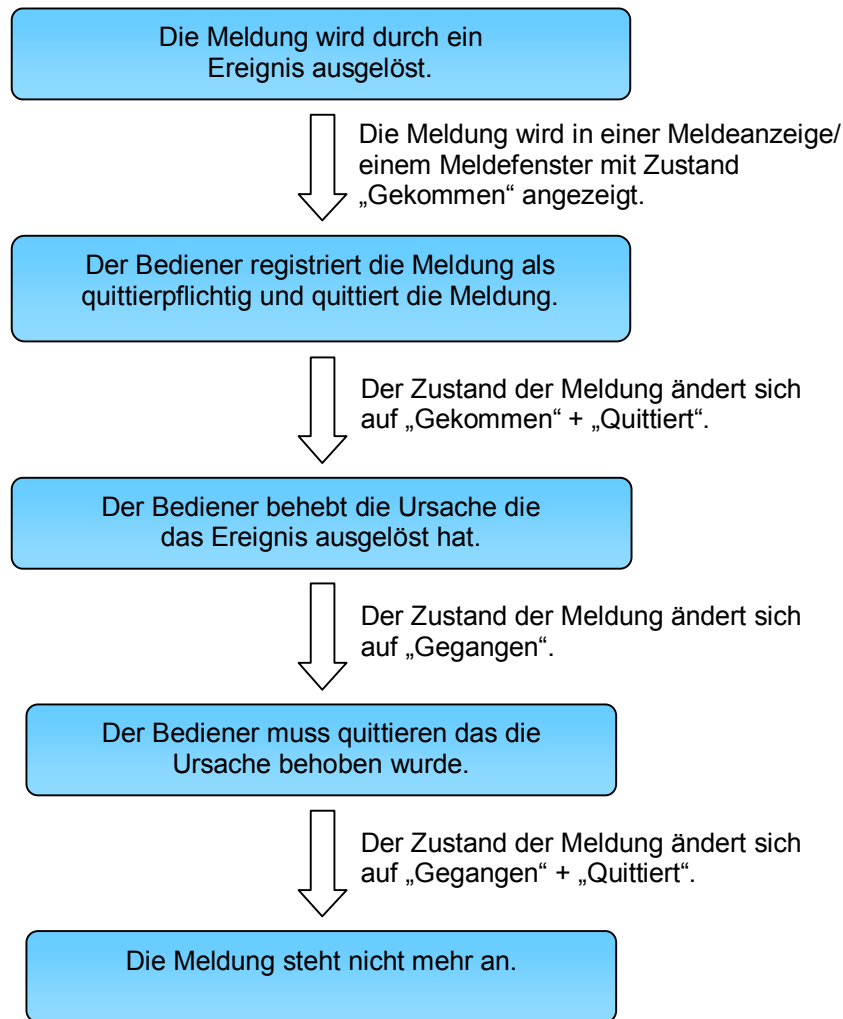 Die Meldung wird durch ein
Ereignis ausgelöst.
Die Meldung wird in einer Meldeanzeige/
einem Meldefenster mit Zustand
„Gekommen“ angezeigt.
Der Bediener registriert die Meldung als
quittierpflichtig und quittiert die Meldung.
Der Zustand der Meldung ändert sich
auf „Gekommen“ + „Quittiert“.
Der Bediener behebt die Ursache die
das Ereignis ausgelöst hat.
Der Zustand der Meldung ändert sich
auf „Gegangen“.
Der Bediener muss quittieren das die
Ursache behoben wurde.
Der Zustand der Meldung ändert sich
auf „Gegangen“ + „Quittiert“.
Die Meldung steht nicht mehr an.